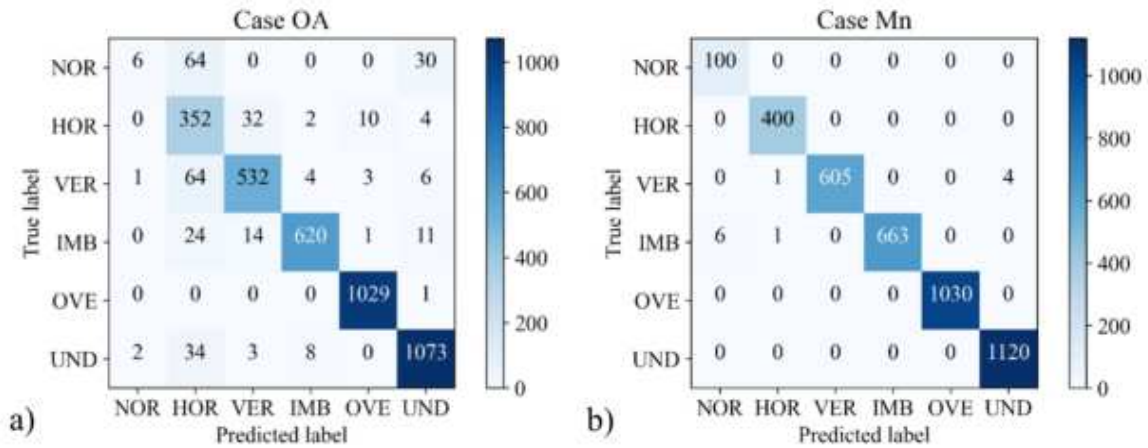 Case OA
True label
NOR 6 64 0 0 0 30
HOR 0 352 32 2 10 4
VER 1 64 532 4 3 6
IMB 0 24 14 620 1 11
OVE 0 0 0 0 1029 1
UND 2 34 3 8 0 1073
NOR HOR VER IMB OVE UND
Predicted label
1000
800
600
400
200
0
a)
Case Mn
True label
NOR 100 0 0 0 0 0
HOR 0 400 0 0 0 0
VER 0 1 605 0 0 4
IMB 6 1 0 663 0 0
OVE 0 0 0 0 1030 0
UND 0 0 0 0 0 1120
NOR HOR VER IMB OVE UND
Predicted label
1000
800
600
400
200
0
b)